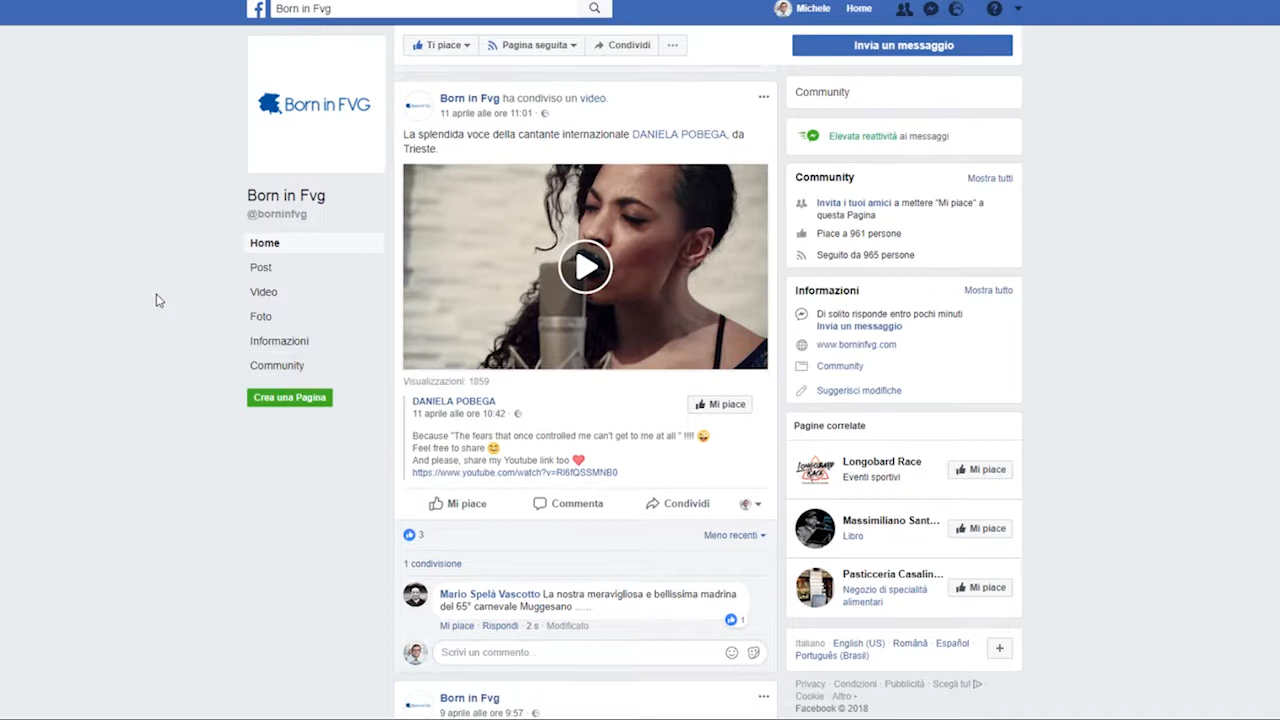 Born in Fvg
Michele
Home
Ti piace
Pagina seguita
Condividi
Invia un messaggio
Born in FVG
Born in Fvg
@borninfvg
Home
Post
Video
Foto
Informazioni
Community
Crea una Pagina
Born in Fvg ha condiviso un video.
11 aprile alle ore 11:01
La splendida voce della cantante internazionale DANIELA POBEGA, da
Trieste.
Visualizzazioni: 1859
DANIELA POBEGA
11 aprile alle ore 10:42
Mi piace
Because "The fears that once controlled me can't get to me at all " !!!!
Feel free to share
And please, share my Youtube link too
https://www.youtube.com/watch?v=RI6fQSSMNB0
Mi piace
Commenta
Condividi
3
Meno recenti
1 condivisione
Mario Spelà Vascotto La nostra meravigliosa e bellissima madrina
del 65° carnevale Muggesano ......
1
Mi piace · Rispondi · 2 s · Modificato
Scrivi un commento...
Born in Fvg
9 aprile alle ore 9:57
Community
Elevata reattività ai messaggi
Community
Mostra tutti
Invita i tuoi amici a mettere "Mi piace" a
questa Pagina
Piace a 961 persone
Seguito da 965 persone
Informazioni
Mostra tutto
Di solito risponde entro pochi minuti
Invia un messaggio
www.borninfvg.com
Community
Suggerisci modifiche
Pagine correlate
LONGOBARD
RACE
Longobard Race
Eventi sportivi
Mi piace
Massimiliano Sant...
Libro
Mi piace
Pasticceria Casalin...
Negozio di specialità
alimentari
Mi piace
Italiano · English (US) · Română · Español ·
Português (Brasil)
Privacy · Condizioni · Pubblicità · Scegli tu! ·
Cookie · Altro
Facebook © 2018